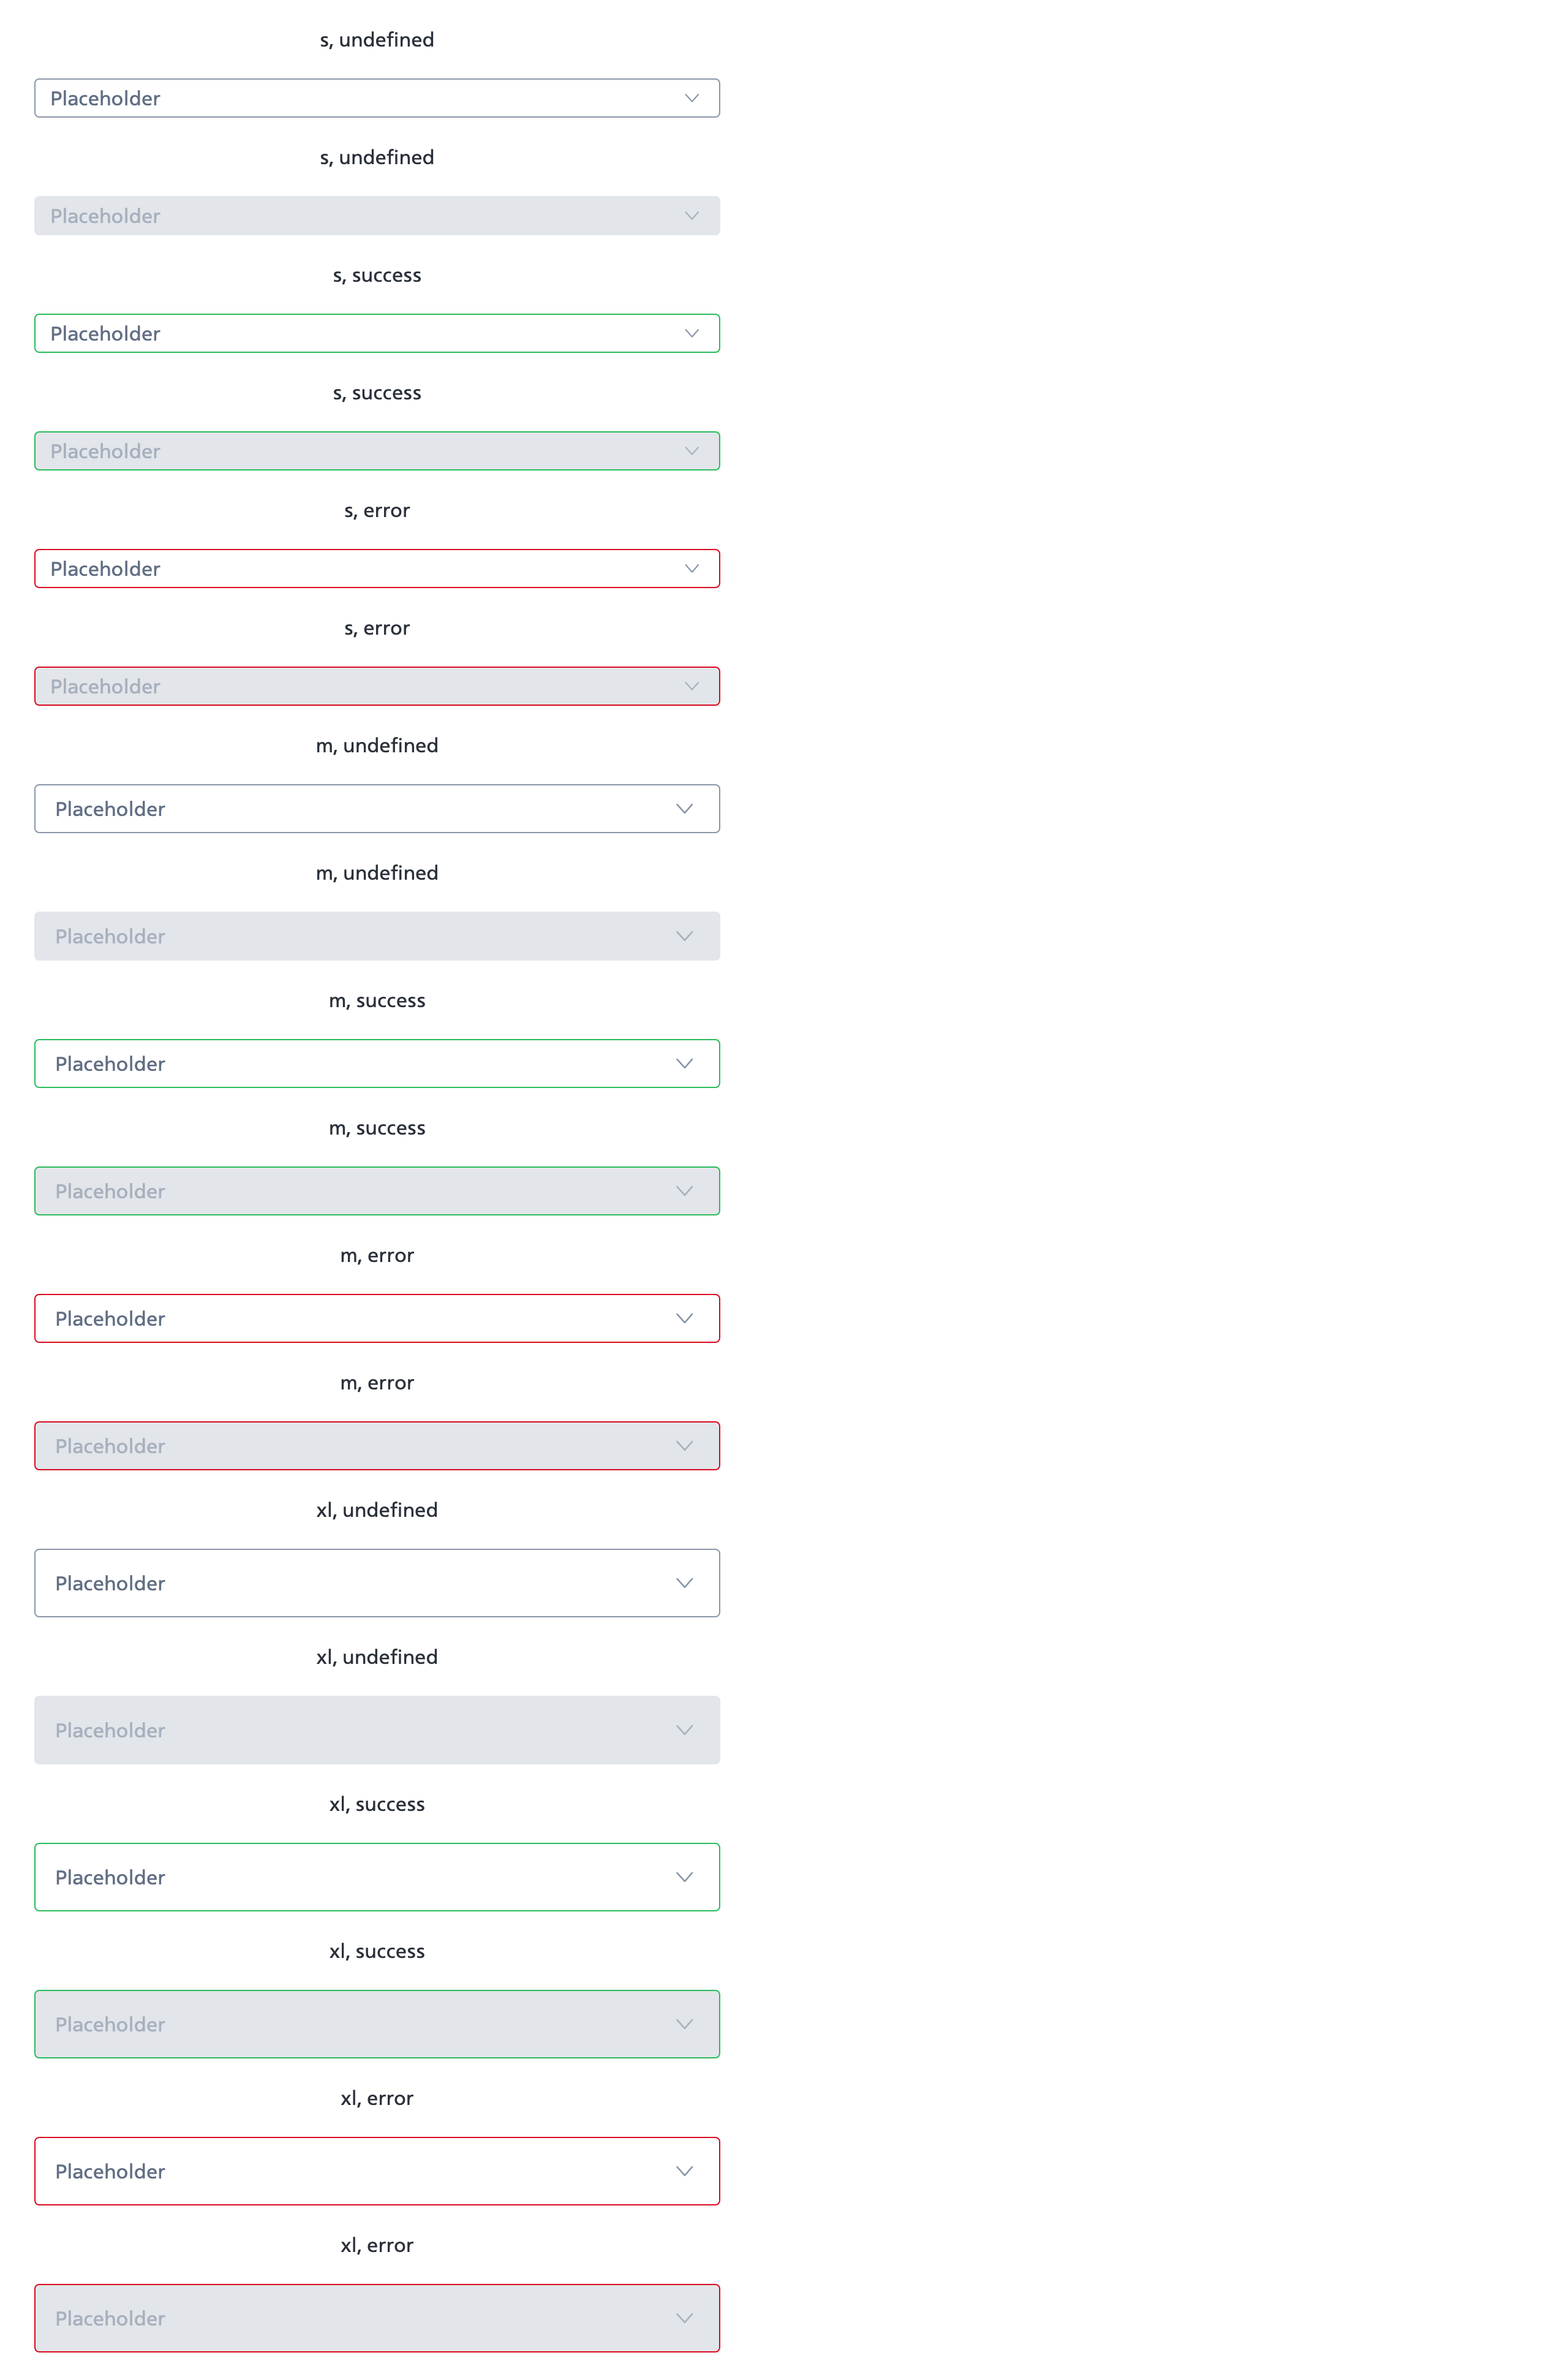 s, undefined
Placeholder
s, undefined
Placeholder
s, success
Placeholder
s, success
Placeholder
s, error
Placeholder
s, error
Placeholder
m, undefined
Placeholder
m, undefined
Placeholder
m, success
Placeholder
m, success
Placeholder
m, error
Placeholder
m, error
Placeholder
xl, undefined
Placeholder
xl, undefined
Placeholder
xl, success
Placeholder
xl, success
Placeholder
xl, error
Placeholder
xl, error
Placeholder